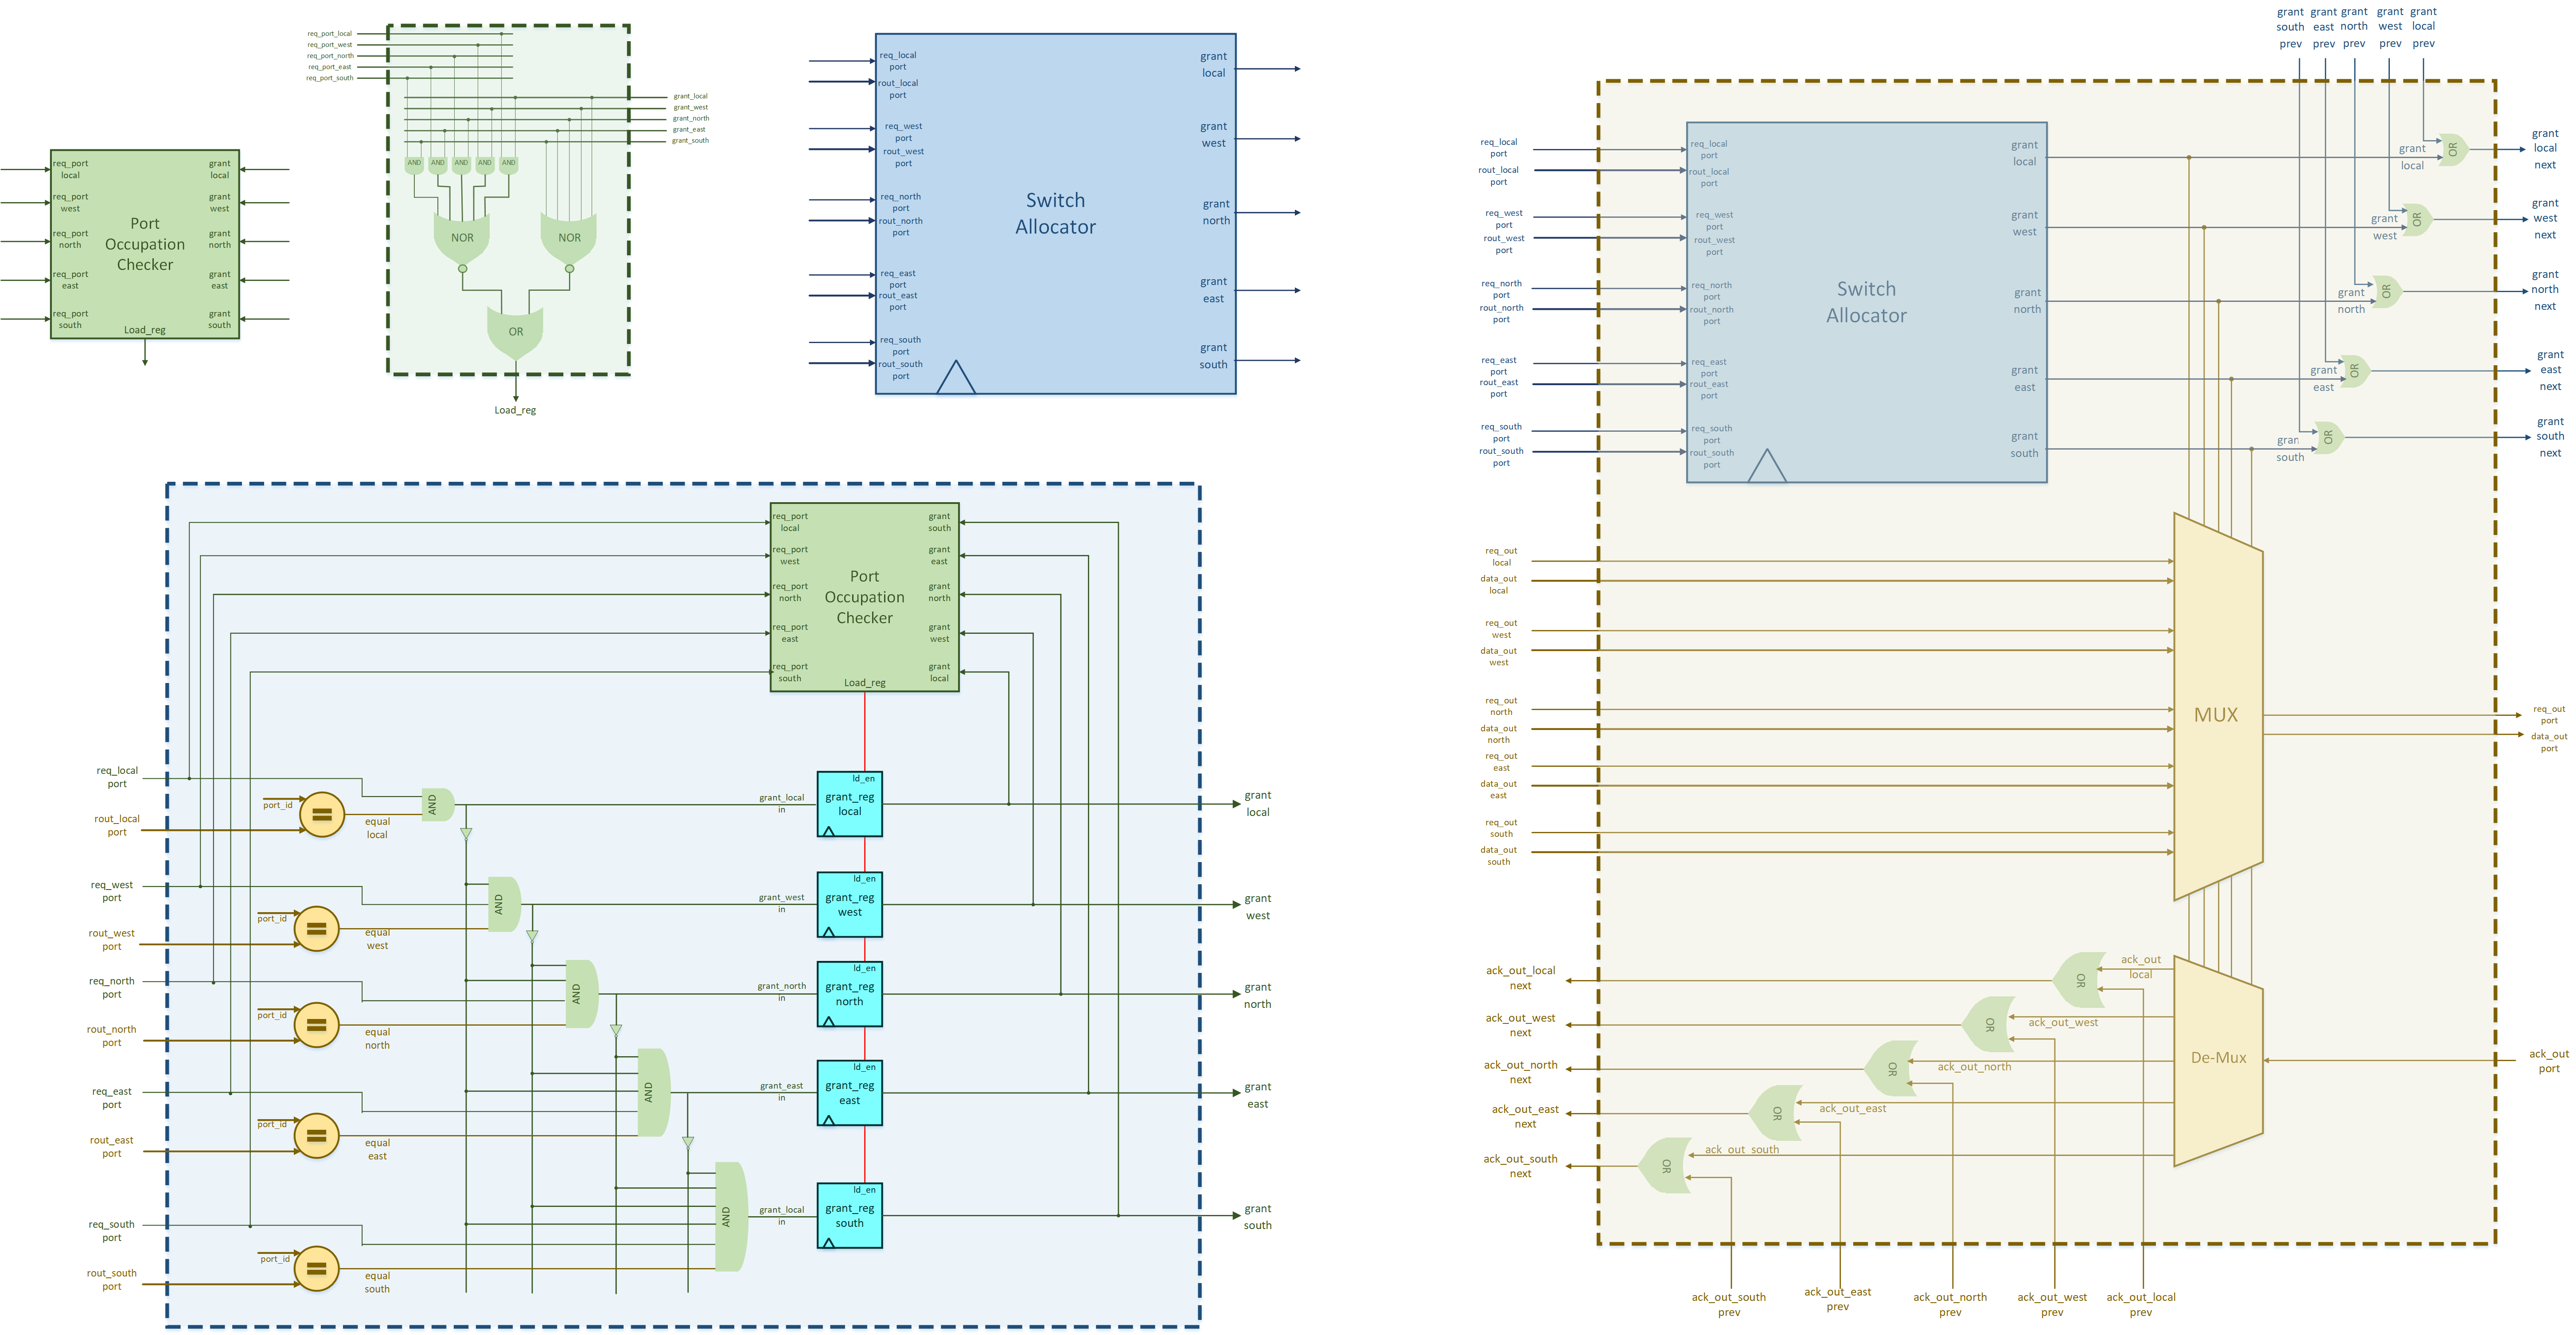 req_port
local
req_port
west
req_port
north
req_port
east
req_port
south
Port
Occupation
Checker
grant
local
grant
west
grant
north
grant
east
grant
south
Load_reg
req_port_local
req_port_west
req_port_north
req_port_east
req_port_south
grant_local
grant_west
grant_north
grant_east
grant_south
AND
AND
AND
AND
AND
NOR
NOR
OR
Load_reg
req_local
port
rout_local
port
req_west
port
rout_west
port
req_north
port
rout_north
port
req_east
port
rout_east
port
req_south
port
rout_south
port
Switch
Allocator
grant
local
grant
west
grant
north
grant
east
grant
south
req_port
local
req_port
west
req_port
north
req_port
east
req_port
south
Port
Occupation
Checker
grant
south
grant
east
grant
north
grant
west
grant
local
Load_reg
req_local
port
rout_local
port
port_id
equal
local
AND
grant_local
in
ld_en
grant_reg
local
grant
local
req_west
port
rout_west
port
port_id
equal
west
AND
grant_west
in
ld_en
grant_reg
west
grant
west
req_north
port
rout_north
port
port_id
equal
north
AND
grant_north
in
ld_en
grant_reg
north
grant
north
req_east
port
rout_east
port
port_id
equal
east
AND
grant_east
in
ld_en
grant_reg
east
grant
east
req_south
port
rout_south
port
port_id
equal
south
AND
grant_local
in
ld_en
grant_reg
south
grant
south
grant
south
prev
grant
east
prev
grant
north
prev
grant
west
prev
grant
local
prev
req_local
port
rout_local
port
req_west
port
rout_west
port
req_north
port
rout_north
port
req_east
port
rout_east
port
req_south
port
rout_south
port
req_local
port
rout_local
port
req_west
port
rout_west
port
req_north
port
rout_north
port
req_east
port
rout_east
port
req_south
port
rout_south
port
Switch
Allocator
grant
local
grant
west
grant
north
grant
east
grant
south
grant
local
OR
grant
local
next
grant
west
OR
grant
west
next
grant
north
OR
grant
north
next
grant
east
OR
grant
east
next
gran
south
OR
grant
south
next
req_out
local
data_out
local
req_out
west
data_out
west
req_out
north
data_out
north
req_out
east
data_out
east
req_out
south
data_out
south
MUX
req_out
port
data_out
port
ack_out_local
next
OR
ack_out
local
ack_out_west
next
OR
ack_out_west
ack_out_north
next
OR
ack_out_north
ack_out_east
next
OR
ack_out_east
ack_out_south
next
OR
ack_out_south
De-Mux
ack_out
port
ack_out_south
prev
ack_out_east
prev
ack_out_north
prev
ack_out_west
prev
ack_out_local
prev